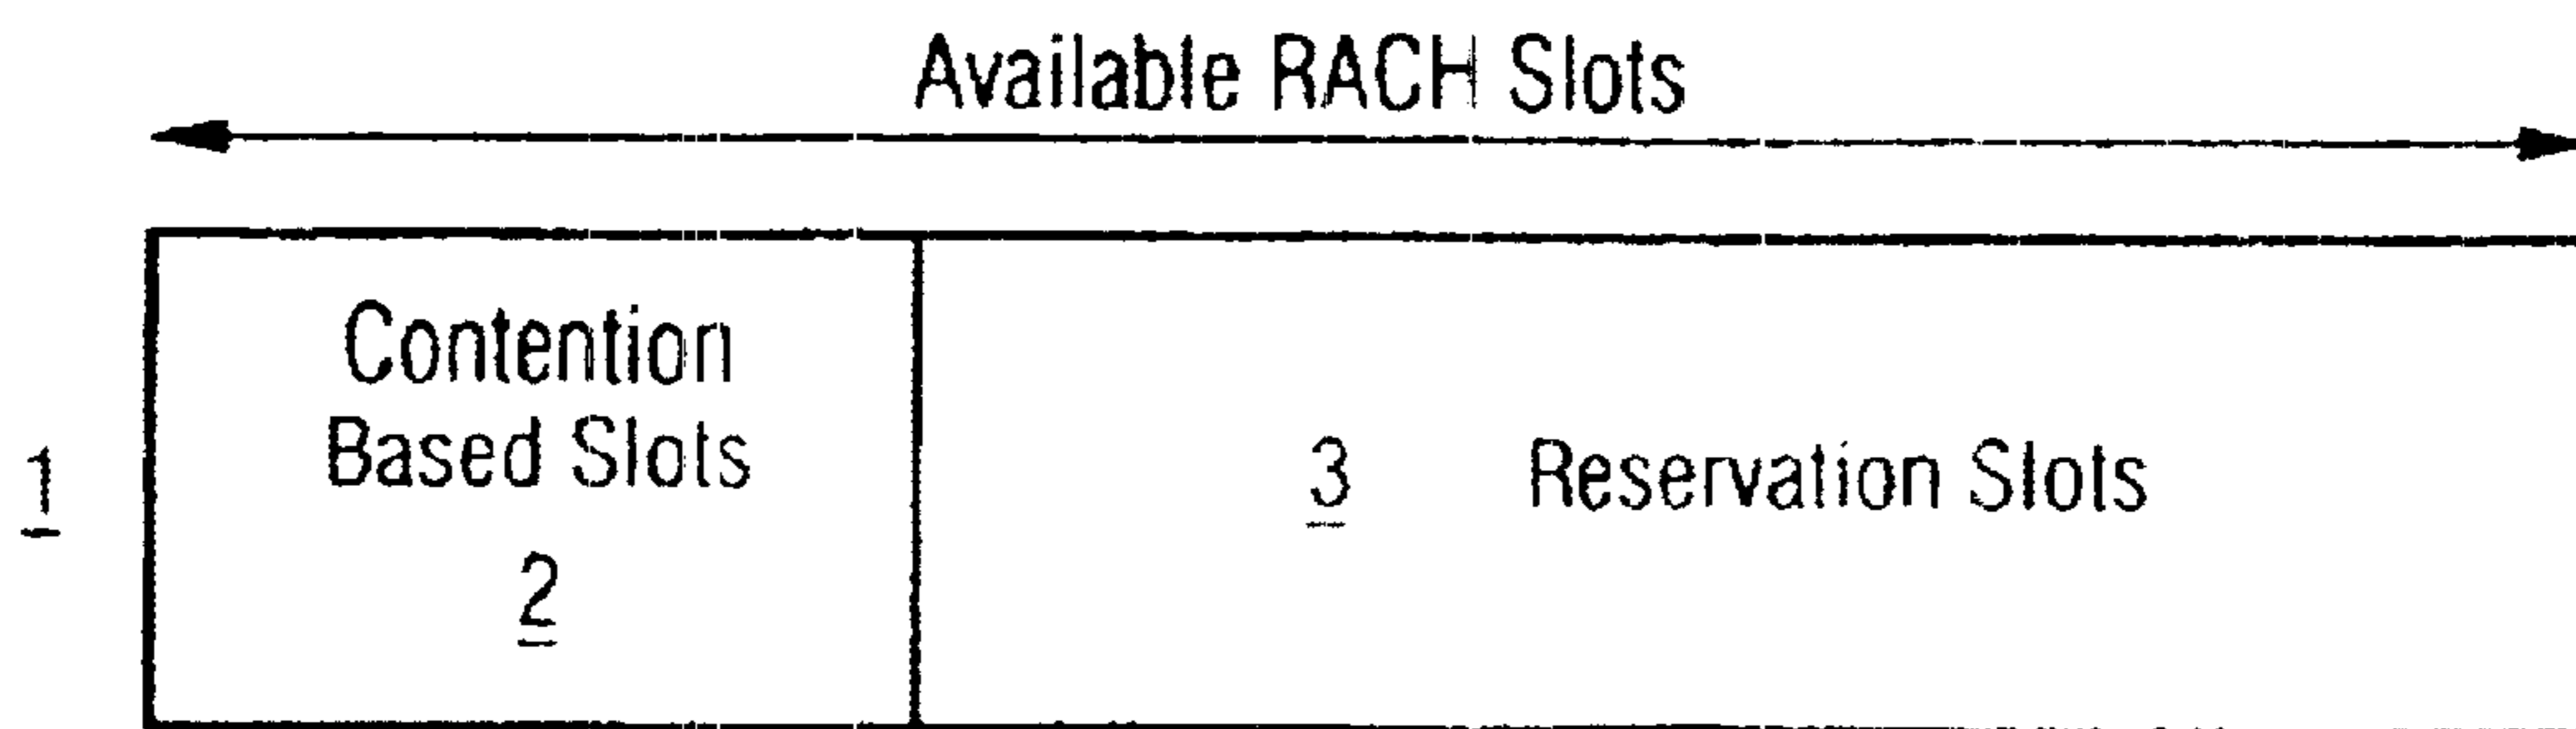 Available RACH Slots
Contention
Based Slots
1
3 Reservation Slots
2